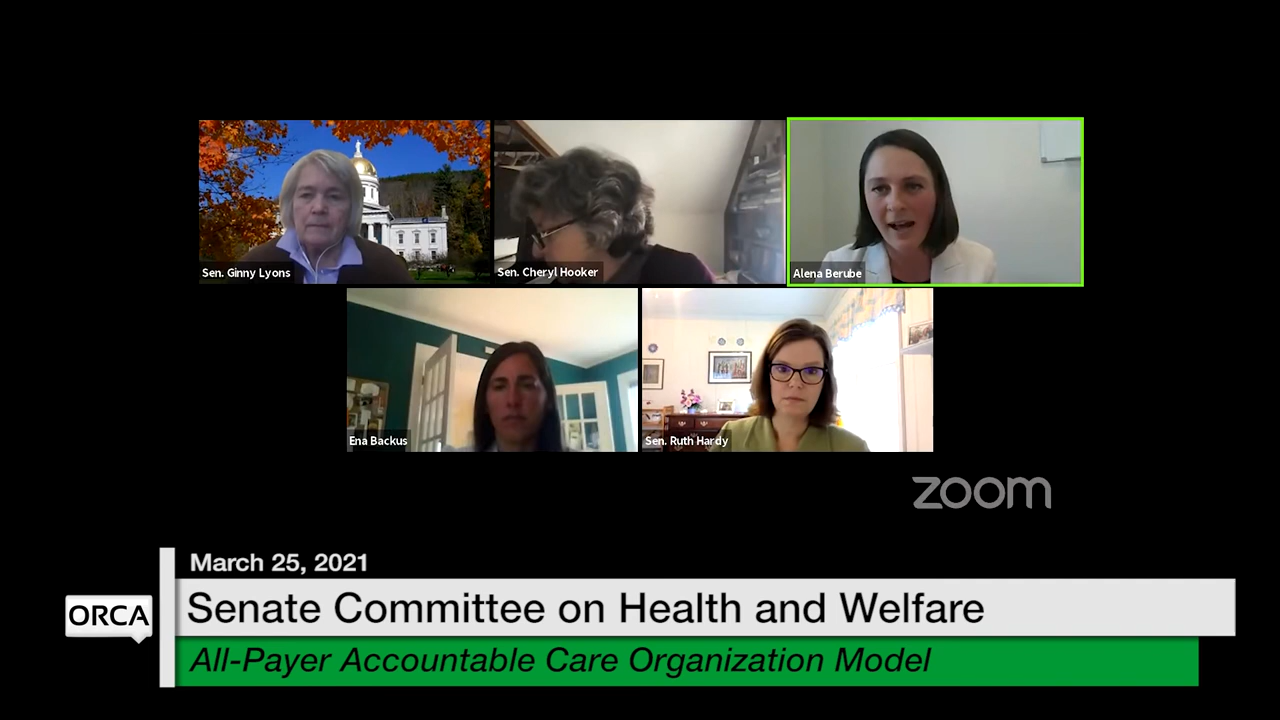 Sen. Ginny Lyons
Sen. Cheryl Hooker
Alena Berube
Ena Backus
Sen. Ruth Hardy
zoom
March 25, 2021
ORCA
Senate Committee on Health and Welfare
All-Payer Accountable Care Organization Model